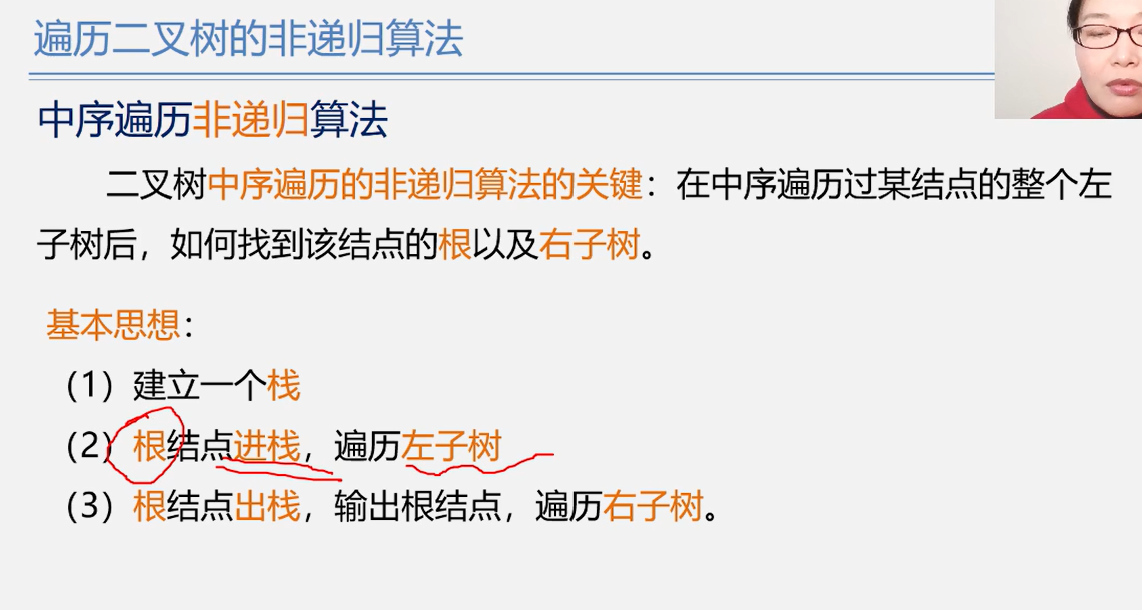 遍历二叉树的非递归算法
中序遍历非递归算法
二叉树中序遍历的非递归算法的关键：在中序遍历过某结点的整个左
子树后，如何找到该结点的根以及右子树。
基本思想：
（1）建立一个栈
（2）根结点进栈，遍历左子树
（3）根结点出栈，输出根结点，遍历右子树。